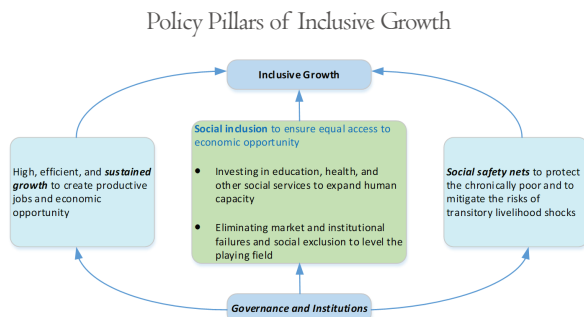 Policy Pillars of Inclusive Growth
Inclusive Growth
High, efficient, and sustained
growth to create productive
jobs and economic
opportunity
Social inclusion to ensure equal access to
economic opportunity
● Investing in education, health, and
other social services to expand human
capacity
● Eliminating market and institutional
failures and social exclusion to level the
playing field
Social safety nets to protect
the chronically poor and to
mitigate the risks of
transitory livelihood shocks
Governance and Institutions